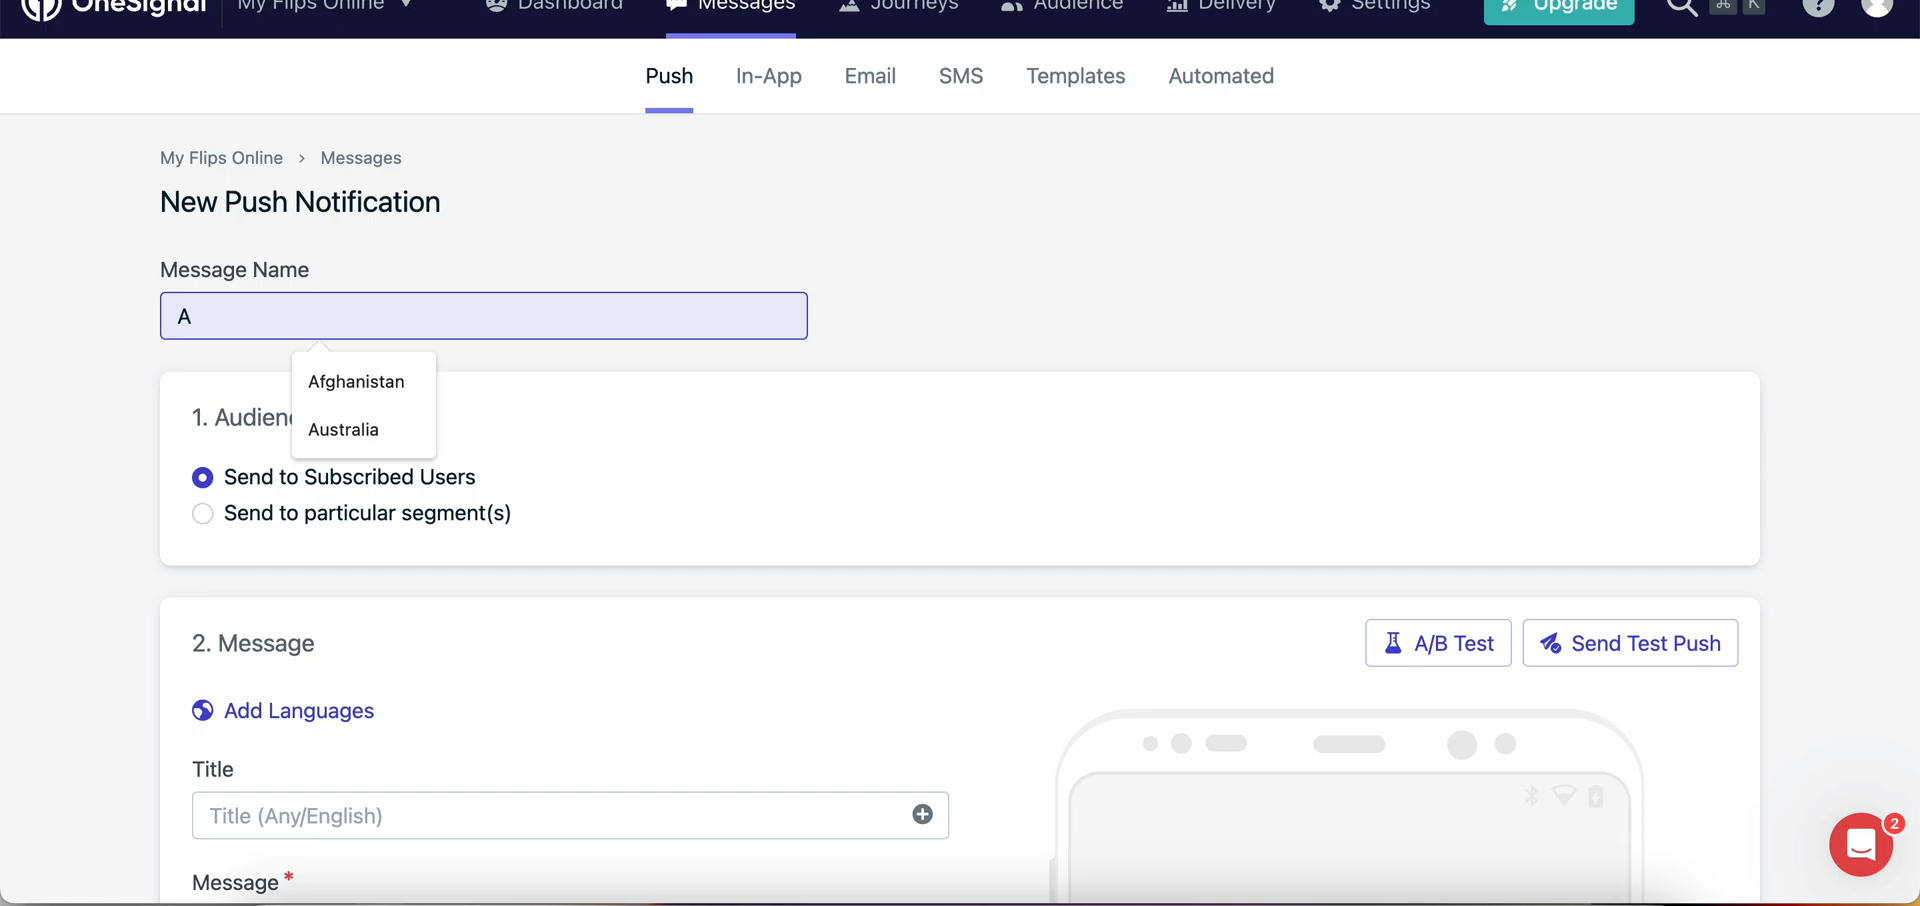 OneSignal
My Flips Online
Dashboard
Messages
Journeys
Audience
Delivery
Settings
Upgrade
⌘ K
?
Push
In-App
Email
SMS
Templates
Automated
My Flips Online > Messages
New Push Notification
Message Name
A
Afghanistan
Australia
1. Audien
Send to Subscribed Users
Send to particular segment(s)
2. Message
A/B Test
Send Test Push
Add Languages
Title
Title (Any/English)
2
Message *